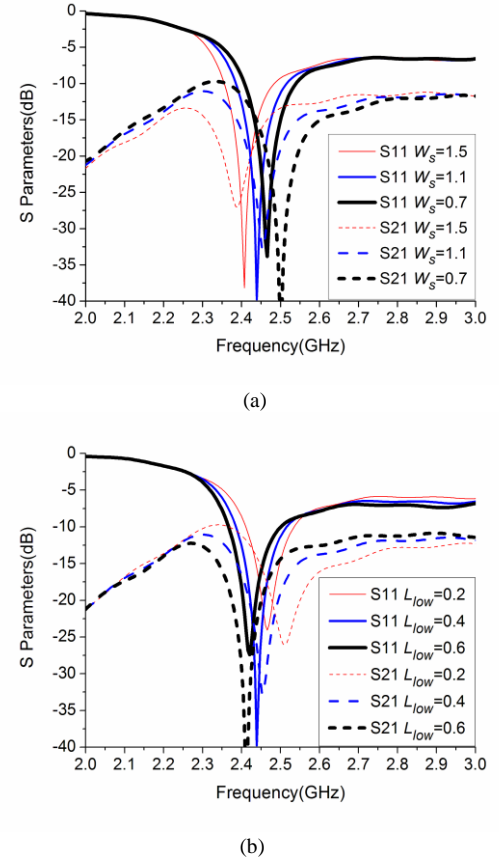 0
-5
-10
-15
-20
-25
-30
-35
-40
S Parameters(dB)
S11 Ws=1.5
S11 Ws=1.1
S11 Ws=0.7
S21 Ws=1.5
S21 Ws=1.1
S21 Ws=0.7
2.0 2.1 2.2 2.3 2.4 2.5 2.6 2.7 2.8 2.9 3.0
Frequency(GHz)
(a)
0
-5
-10
-15
-20
-25
-30
-35
-40
S Parameters(dB)
S11 Llow=0.2
S11 Llow=0.4
S11 Llow=0.6
S21 Llow=0.2
S21 Llow=0.4
S21 Llow=0.6
2.0 2.1 2.2 2.3 2.4 2.5 2.6 2.7 2.8 2.9 3.0
Frequency(GHz)
(b)